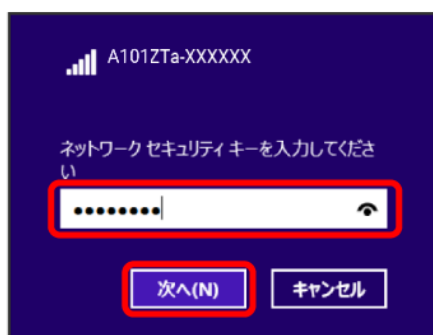 A101ZTa-XXXXXX
ネットワーク セキュリティ キーを入力してくださ
い
••••••••
次へ(N)
キャンセル